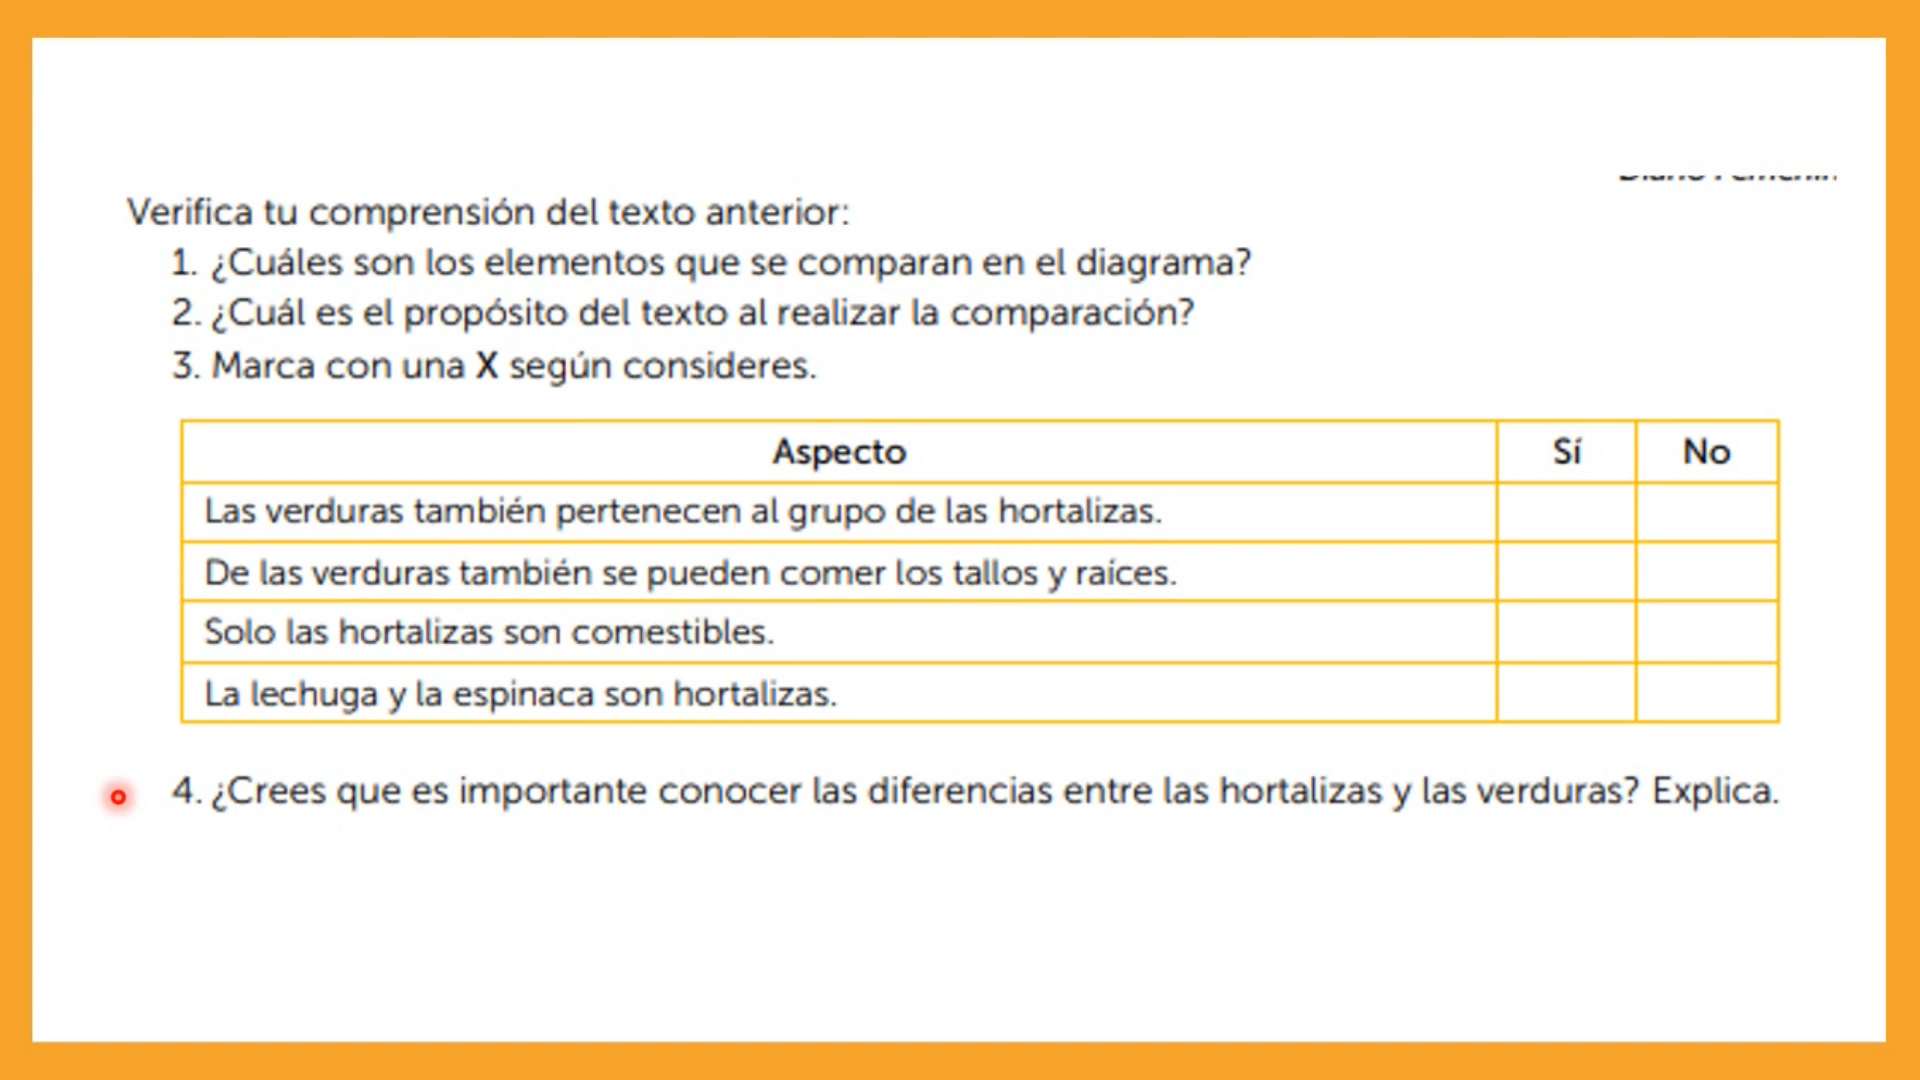 Verifica tu comprensión del texto anterior:
1. ¿Cuáles son los elementos que se comparan en el diagrama?
2. ¿Cuál es el propósito del texto al realizar la comparación?
3. Marca con una X según consideres.
Aspecto Sí No
Las verduras también pertenecen al grupo de las hortalizas.
De las verduras también se pueden comer los tallos y raíces.
Solo las hortalizas son comestibles.
La lechuga y la espinaca son hortalizas.
4. ¿Crees que es importante conocer las diferencias entre las hortalizas y las verduras? Explica.